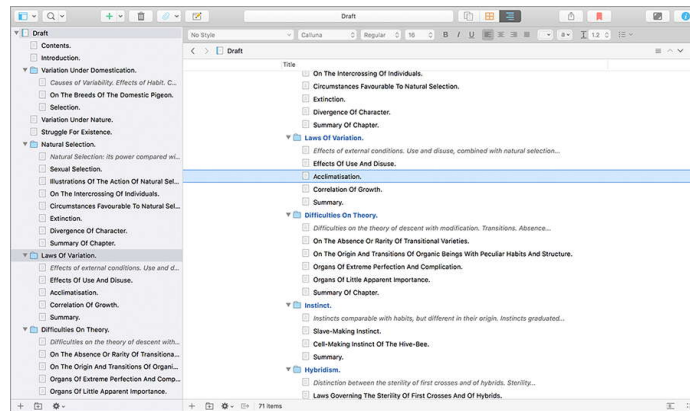 Draft
No Style
Calluna
Regular
16
B
I
U
a
1.2
Draft
Contents.
Introduction.
Variation Under Domestication.
Causes of Variability. Effects of Habit. C...
On The Breeds Of The Domestic Pigeon.
Selection.
Variation Under Nature.
Struggle For Existence.
Natural Selection.
Natural Selection: its power compared wi...
Sexual Selection.
Illustrations Of The Action Of Natural Sel...
On The Intercrossing Of Individuals.
Circumstances Favourable To Natural Sel...
Extinction.
Divergence Of Character.
Summary Of Chapter.
Laws Of Variation.
Effects of external conditions. Use and d...
Effects Of Use And Disuse.
Acclimatisation.
Correlation Of Growth.
Summary.
Difficulties On Theory.
Difficulties on the theory of descent with...
On The Absence Or Rarity Of Transitiona...
On The Origin And Transitions Of Organi...
Organs Of Extreme Perfection And Comp...
Organs Of Little Apparent Importance.
Draft
Title
On The Intercrossing Of Individuals.
Circumstances Favourable To Natural Selection.
Extinction.
Divergence Of Character.
Summary Of Chapter.
Laws Of Variation.
Effects of external conditions. Use and disuse, combined with natural selection...
Effects Of Use And Disuse.
Acclimatisation.
Correlation Of Growth.
Summary.
Difficulties On Theory.
Difficulties on the theory of descent with modification. Transitions. Absence...
On The Absence Or Rarity Of Transitional Varieties.
On The Origin And Transitions Of Organic Beings With Peculiar Habits And Structure.
Organs Of Extreme Perfection And Complication.
Organs Of Little Apparent Importance.
Summary Of Chapter.
Instinct.
Instincts comparable with habits, but different in their origin. Instincts graduated...
Slave-Making Instinct.
Cell-Making Instinct Of The Hive-Bee.
Summary.
Hybridism.
Distinction between the sterility of first crosses and of hybrids. Sterility...
Laws Governing The Sterility Of First Crosses And Of Hybrids.
71 items